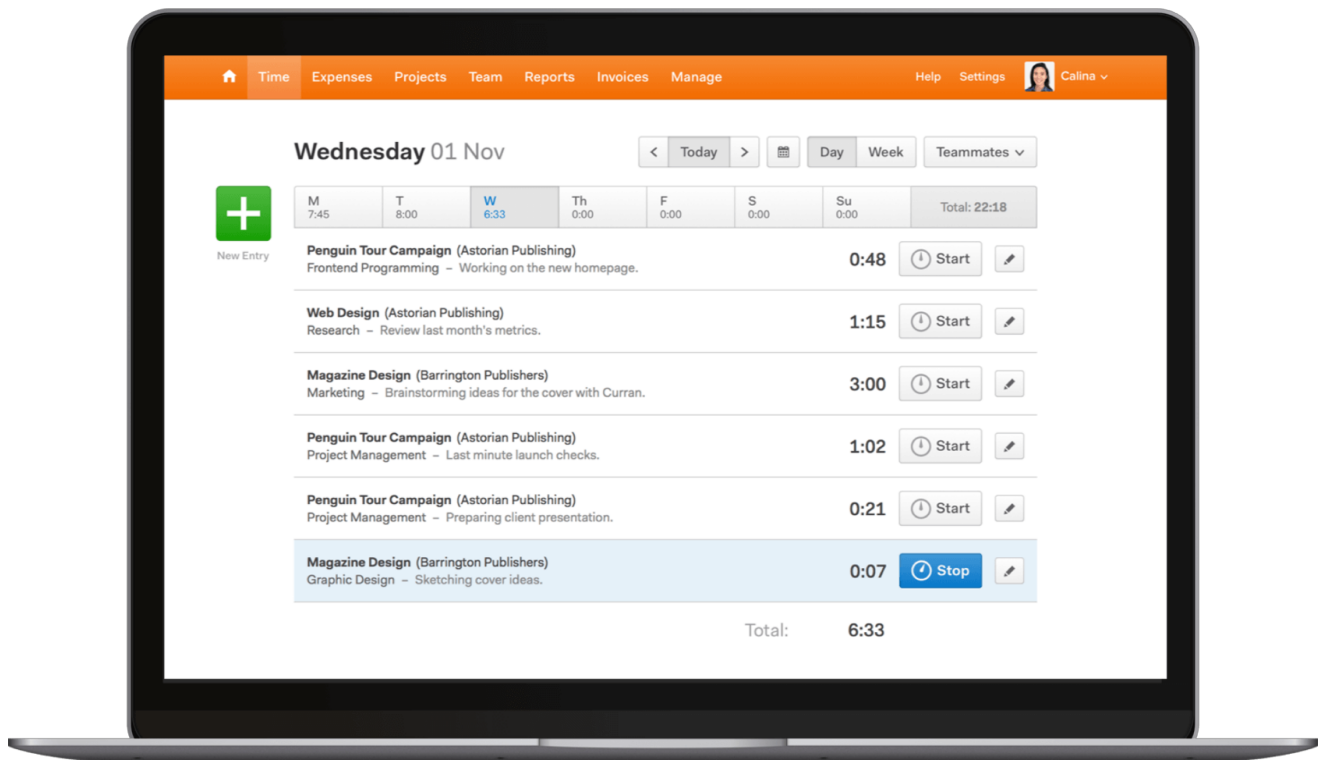 Time Expenses Projects Team Reports Invoices Manage Help Settings Calina
Wednesday 01 Nov
Today
Day Week
Teammates
M T W Th F S Su
7:45 8:00 6:33 0:00 0:00 0:00 0:00
Total: 22:18
New Entry
Penguin Tour Campaign (Astorian Publishing)
Frontend Programming – Working on the new homepage.
0:48 Start
Web Design (Astorian Publishing)
Research – Review last month's metrics.
1:15 Start
Magazine Design (Barrington Publishers)
Marketing – Brainstorming ideas for the cover with Curran.
3:00 Start
Penguin Tour Campaign (Astorian Publishing)
Project Management – Last minute launch checks.
1:02 Start
Penguin Tour Campaign (Astorian Publishing)
Project Management – Preparing client presentation.
0:21 Start
Magazine Design (Barrington Publishers)
Graphic Design – Sketching cover ideas.
0:07 Stop
Total: 6:33